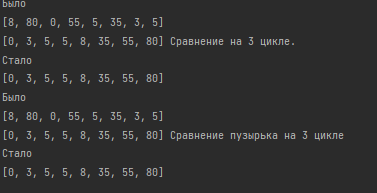 Было
[8, 80, 0, 55, 5, 35, 3, 5]
[0, 3, 5, 5, 8, 35, 55, 80] Сравнение на 3 цикле.
Стало
[0, 3, 5, 5, 8, 35, 55, 80]
Было
[8, 80, 0, 55, 5, 35, 3, 5]
[0, 3, 5, 5, 8, 35, 55, 80] Сравнение пузырька на 3 цикле
Стало
[0, 3, 5, 5, 8, 35, 55, 80]